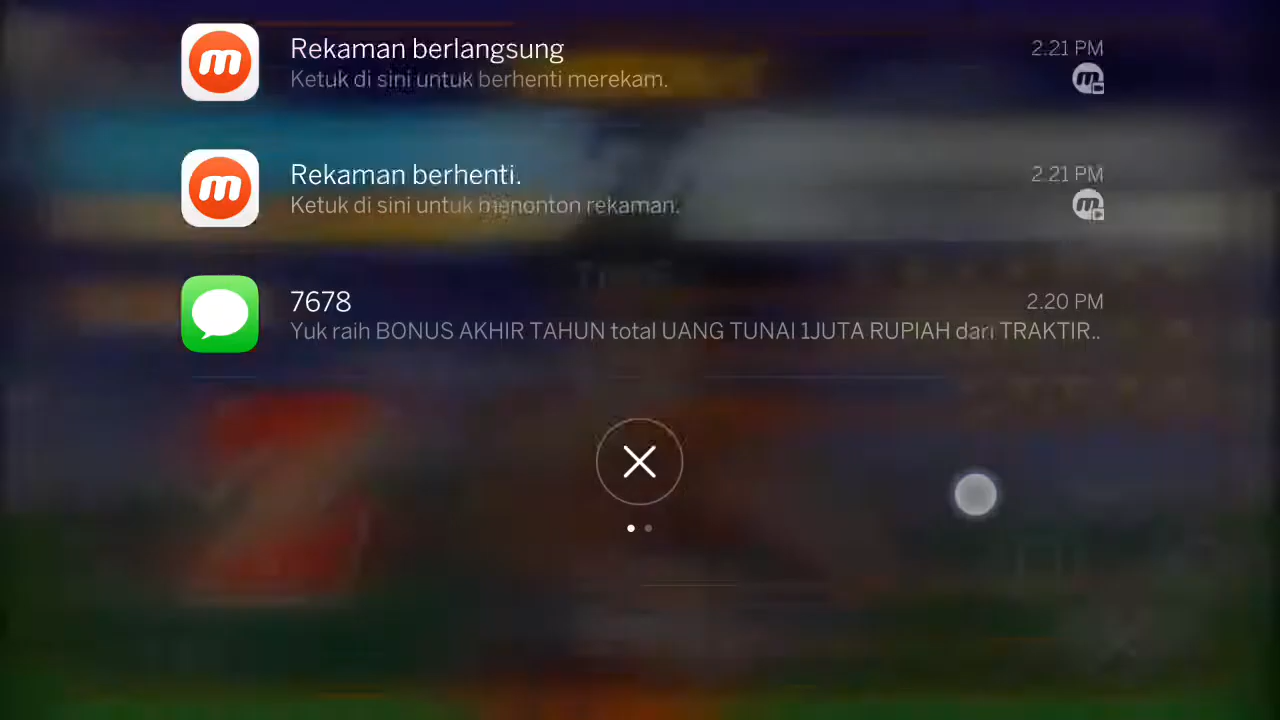 Rekaman berlangsung
2.21 PM
Ketuk di sini untuk berhenti merekam.
Rekaman berhenti.
2.21 PM
Ketuk di sini untuk menonton rekaman.
7678
2.20 PM
Yuk raih BONUS AKHIR TAHUN total UANG TUNAI 1JUTA RUPIAH dari TRAKTIR..